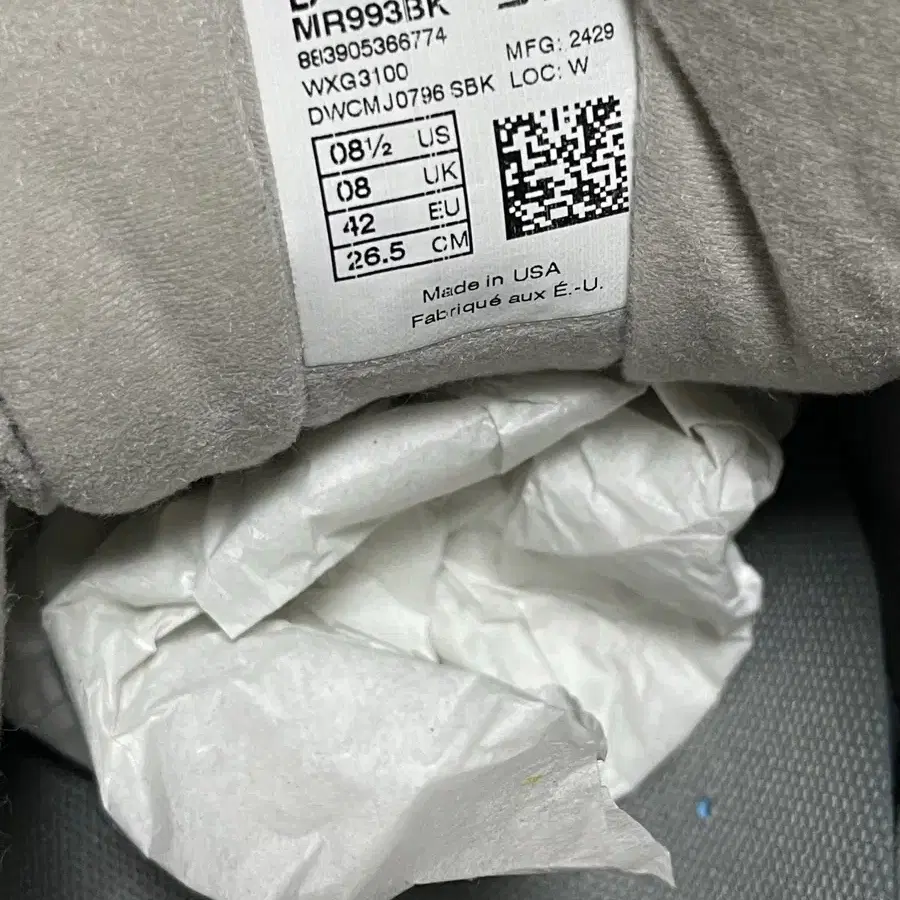 MR993BK
883905366774
WXG3100
DWCMJ0796 SBK
MFG: 2429
LOC: W
08½ US
08 UK
42 EU
26.5 CM
Made in USA
Fabriqué aux É.-U.